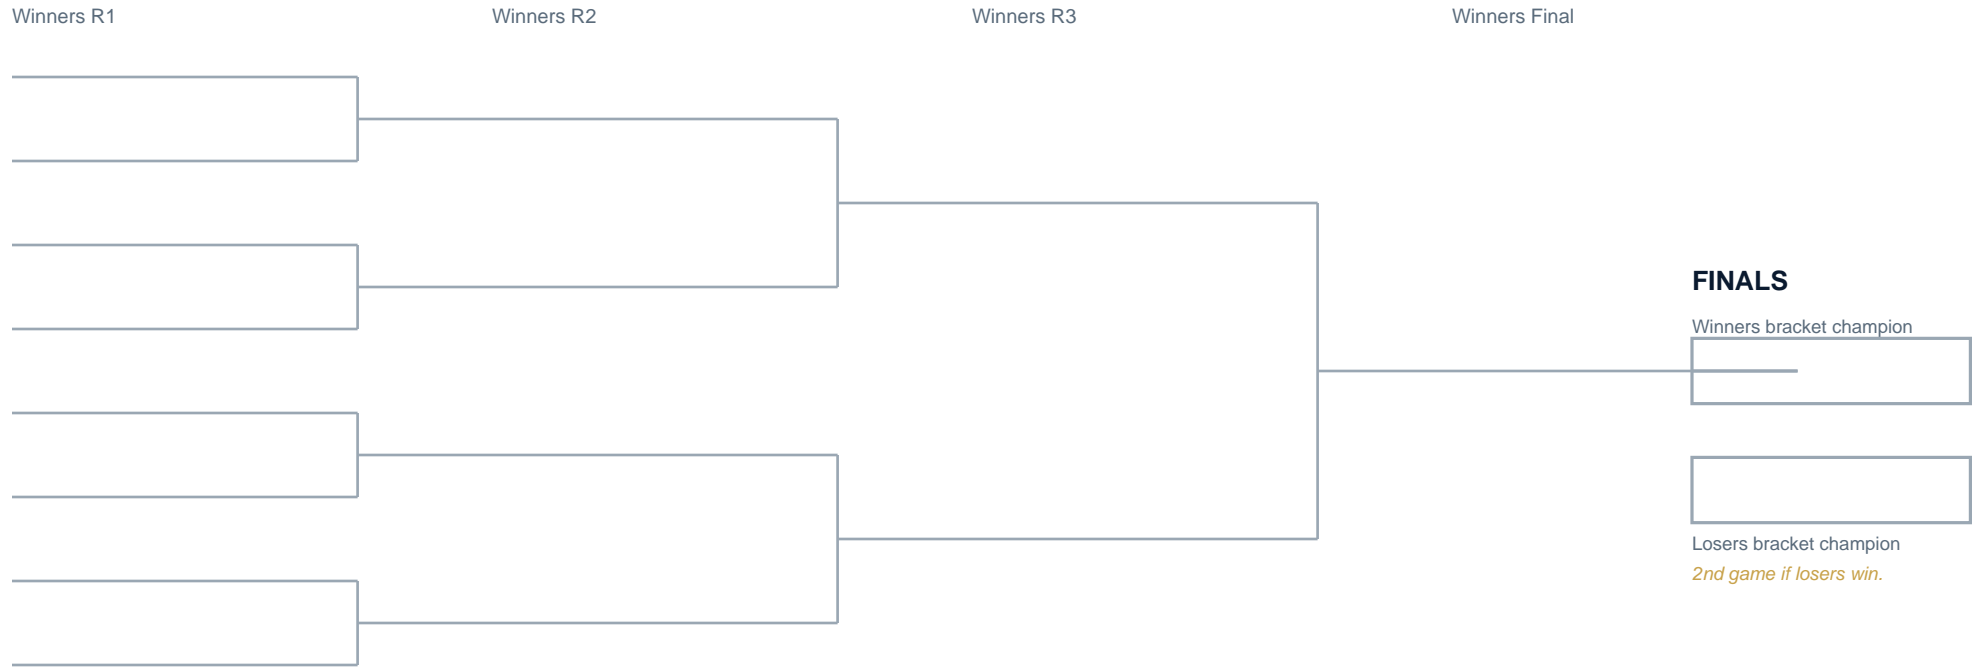 Winners R1
Winners R2
Winners R3
Winners Final
FINALS
Winners bracket champion
Losers bracket champion
2nd game if losers win.